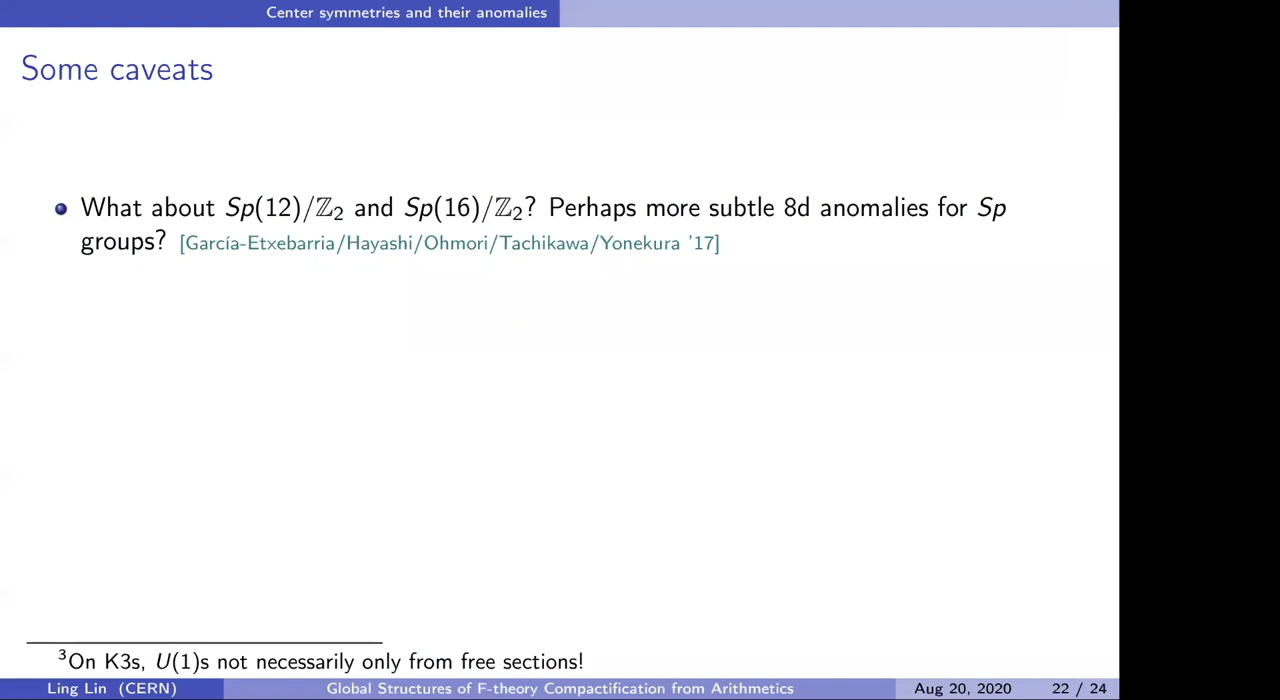 Center symmetries and their anomalies
Some caveats
What about Sp(12)/ℤ₂ and Sp(16)/ℤ₂? Perhaps more subtle 8d anomalies for Sp
groups? [García-Etxebarria/Hayashi/Ohmori/Tachikawa/Yonekura ’17]
³On K3s, U(1)s not necessarily only from free sections!
Ling Lin (CERN) Global Structures of F-theory Compactification from Arithmetics Aug 20, 2020 22 / 24